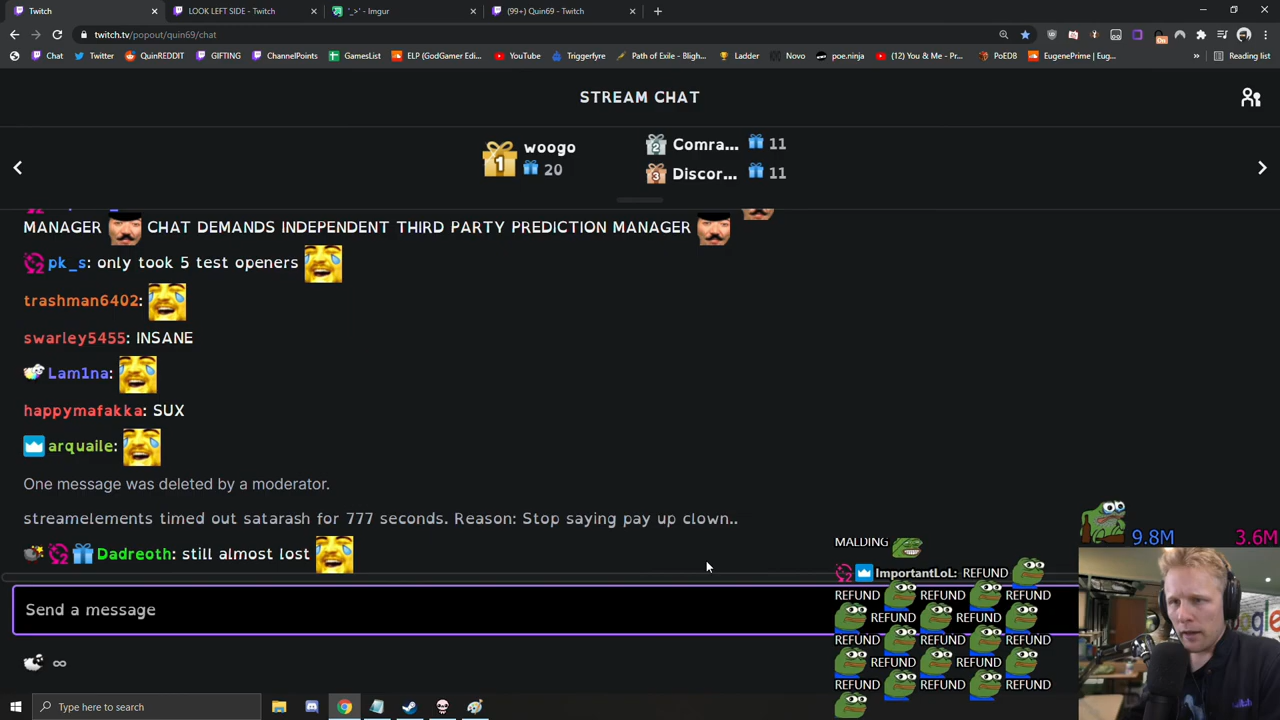 Twitch
LOOK LEFT SIDE - Twitch
'_>' - Imgur
(99+) Quin69 - Twitch
twitch.tv/popout/quin69/chat
Chat
Twitter
QuinREDDIT
GIFTING
ChannelPoints
GamesList
ELP (GodGamer Edi...
YouTube
Triggerfyre
Path of Exile - Bligh...
Ladder
Novo
poe.ninja
(12) You & Me - Pr...
PoEDB
EugenePrime | Eug...
Reading list
STREAM CHAT
1 woogo
20
2 Comra... 11
3 Discor... 11
MANAGER CHAT DEMANDS INDEPENDENT THIRD PARTY PREDICTION MANAGER
pk_s: only took 5 test openers
trashman6402:
swarley5455: INSANE
Lam1na:
happymafakka: SUX
arquaile:
One message was deleted by a moderator.
streamelements timed out satarash for 777 seconds. Reason: Stop saying pay up clown..
Dadreoth: still almost lost
Send a message
∞
9.8M
3.6M
MALDING
ImportantLoL: REFUND
REFUND REFUND REFUND
REFUND REFUND
REFUND REFUND REFUND
REFUND REFUND
REFUND REFUND REFUND
Type here to search